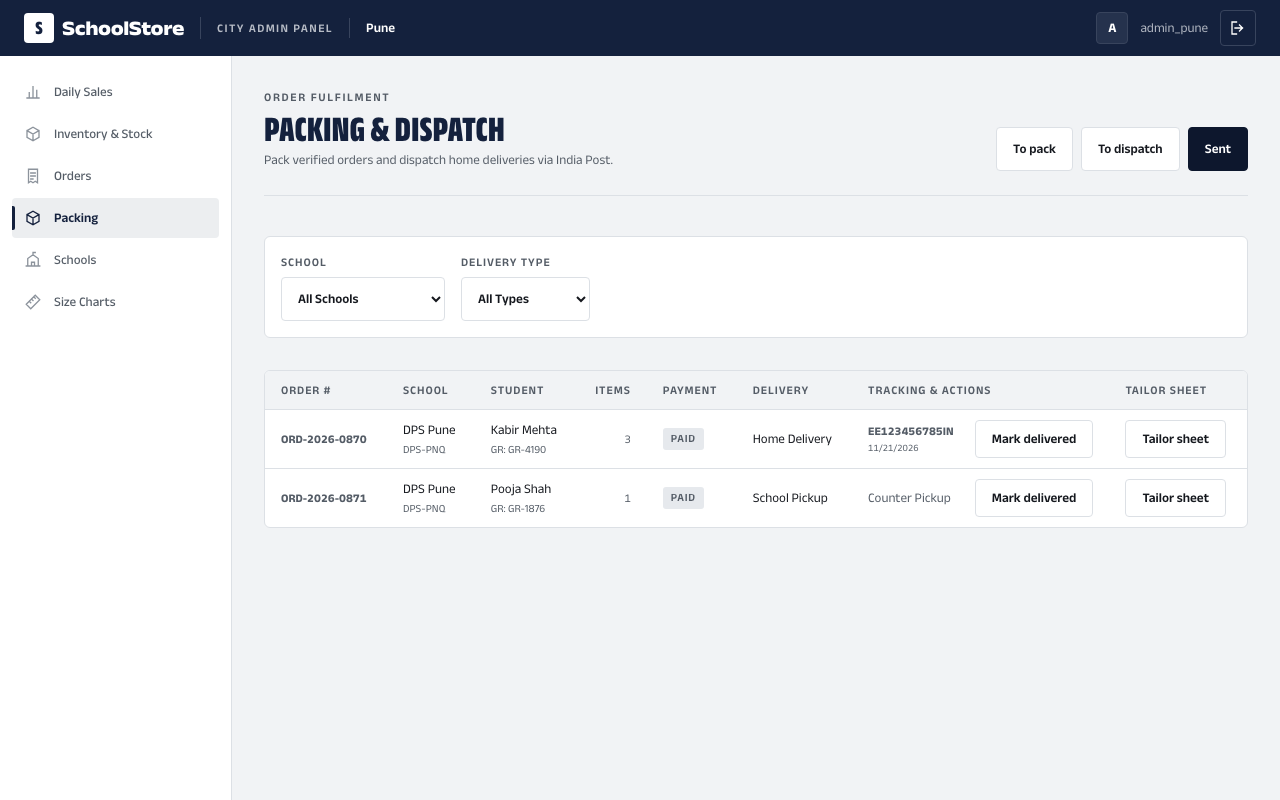 S SchoolStore CITY ADMIN PANEL Pune A admin_pune
Daily Sales
Inventory & Stock
Orders
Packing
Schools
Size Charts
ORDER FULFILMENT
PACKING & DISPATCH
Pack verified orders and dispatch home deliveries via India Post.
To pack To dispatch Sent
SCHOOL DELIVERY TYPE
All Schools All Types
ORDER # SCHOOL STUDENT ITEMS PAYMENT DELIVERY TRACKING & ACTIONS TAILOR SHEET
ORD-2026-0870 DPS Pune Kabir Mehta 3 PAID Home Delivery EE123456785IN Mark delivered Tailor sheet
DPS-PNQ GR: GR-4190 11/21/2026
ORD-2026-0871 DPS Pune Pooja Shah 1 PAID School Pickup Counter Pickup Mark delivered Tailor sheet
DPS-PNQ GR: GR-1876